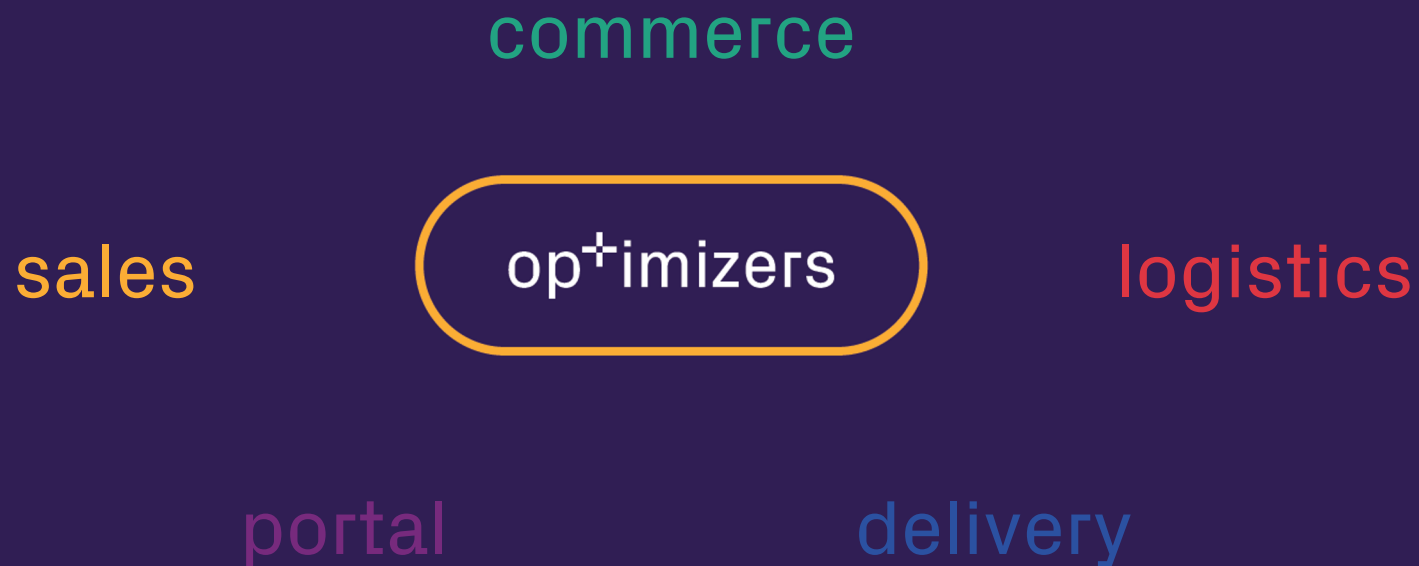 commerce
sales
op+imizers
logistics
portal
delivery